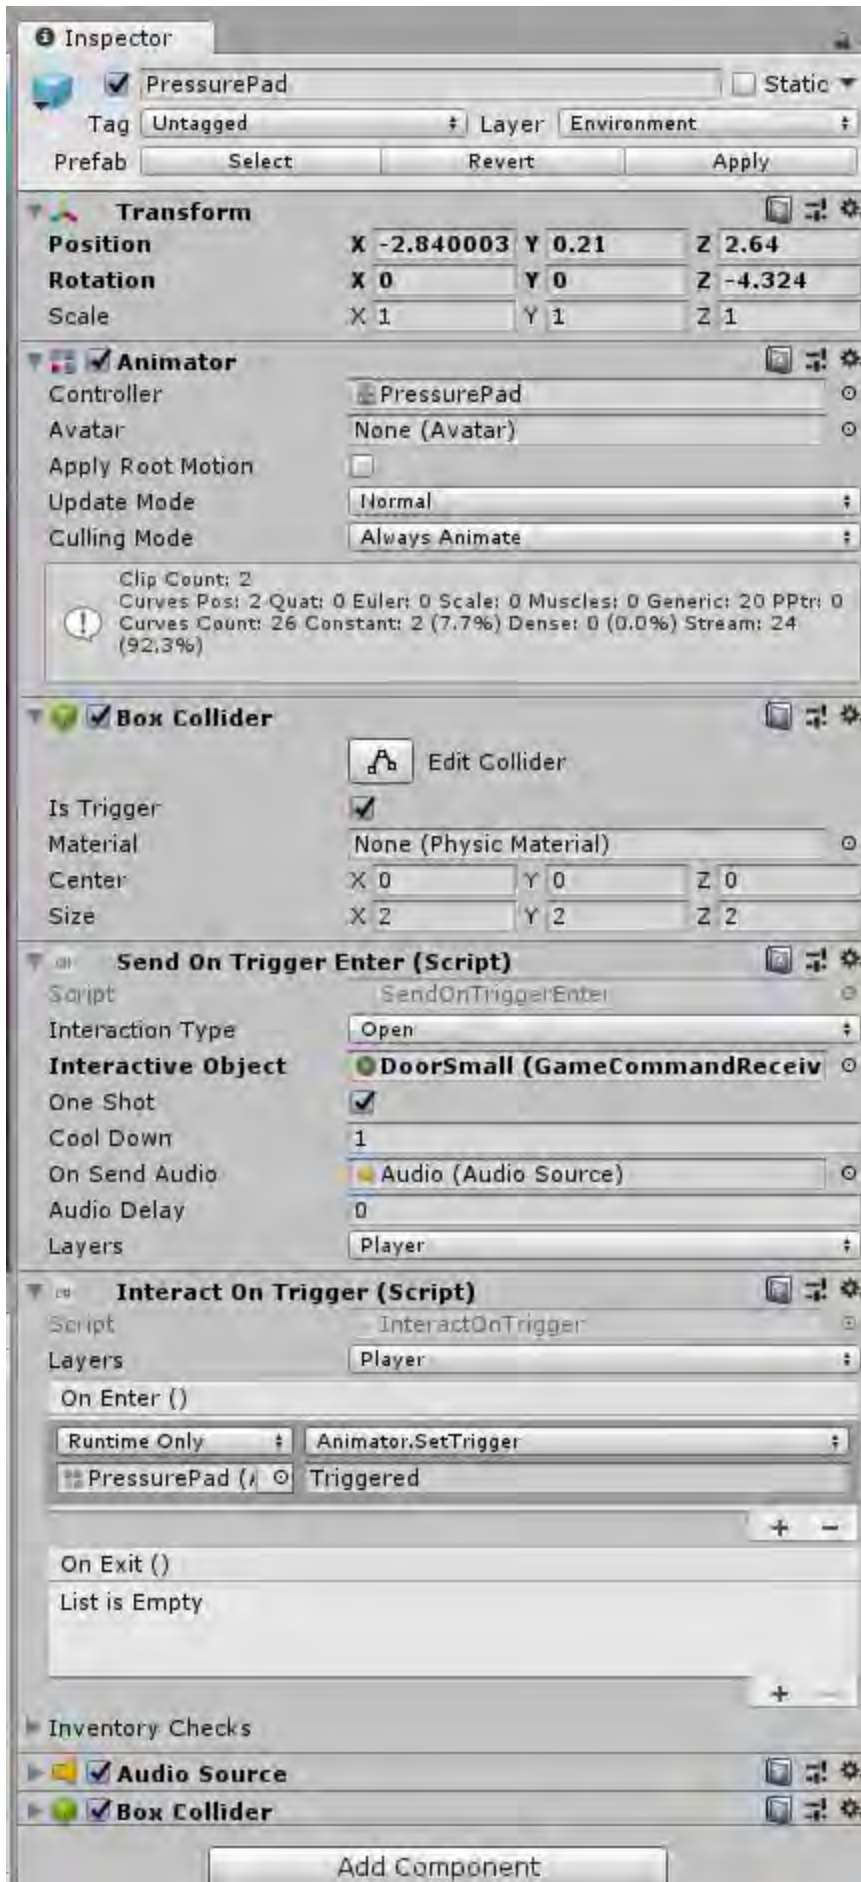 Inspector
PressurePad Static
Tag Untagged Layer Environment
Prefab Select Revert Apply
Transform
Position X -2.840003 Y 0.21 Z 2.64
Rotation X 0 Y 0 Z -4.324
Scale X 1 Y 1 Z 1
Animator
Controller PressurePad
Avatar None (Avatar)
Apply Root Motion
Update Mode Normal
Culling Mode Always Animate
Clip Count: 2
Curves Pos: 2 Quat: 0 Euler: 0 Scale: 0 Muscles: 0 Generic: 20 PPtr: 0
Curves Count: 26 Constant: 2 (7.7%) Dense: 0 (0.0%) Stream: 24
(92.3%)
Box Collider
Edit Collider
Is Trigger
Material None (Physic Material)
Center X 0 Y 0 Z 0
Size X 2 Y 2 Z 2
Send On Trigger Enter (Script)
Script SendOnTriggerEnter
Interaction Type Open
Interactive Object DoorSmall (GameCommandReceiv
One Shot
Cool Down 1
On Send Audio Audio (Audio Source)
Audio Delay 0
Layers Player
Interact On Trigger (Script)
Script InteractOnTrigger
Layers Player
On Enter ()
Runtime Only Animator.SetTrigger
PressurePad (A Triggered
+ −
On Exit ()
List is Empty
+ −
Inventory Checks
Audio Source
Box Collider
Add Component